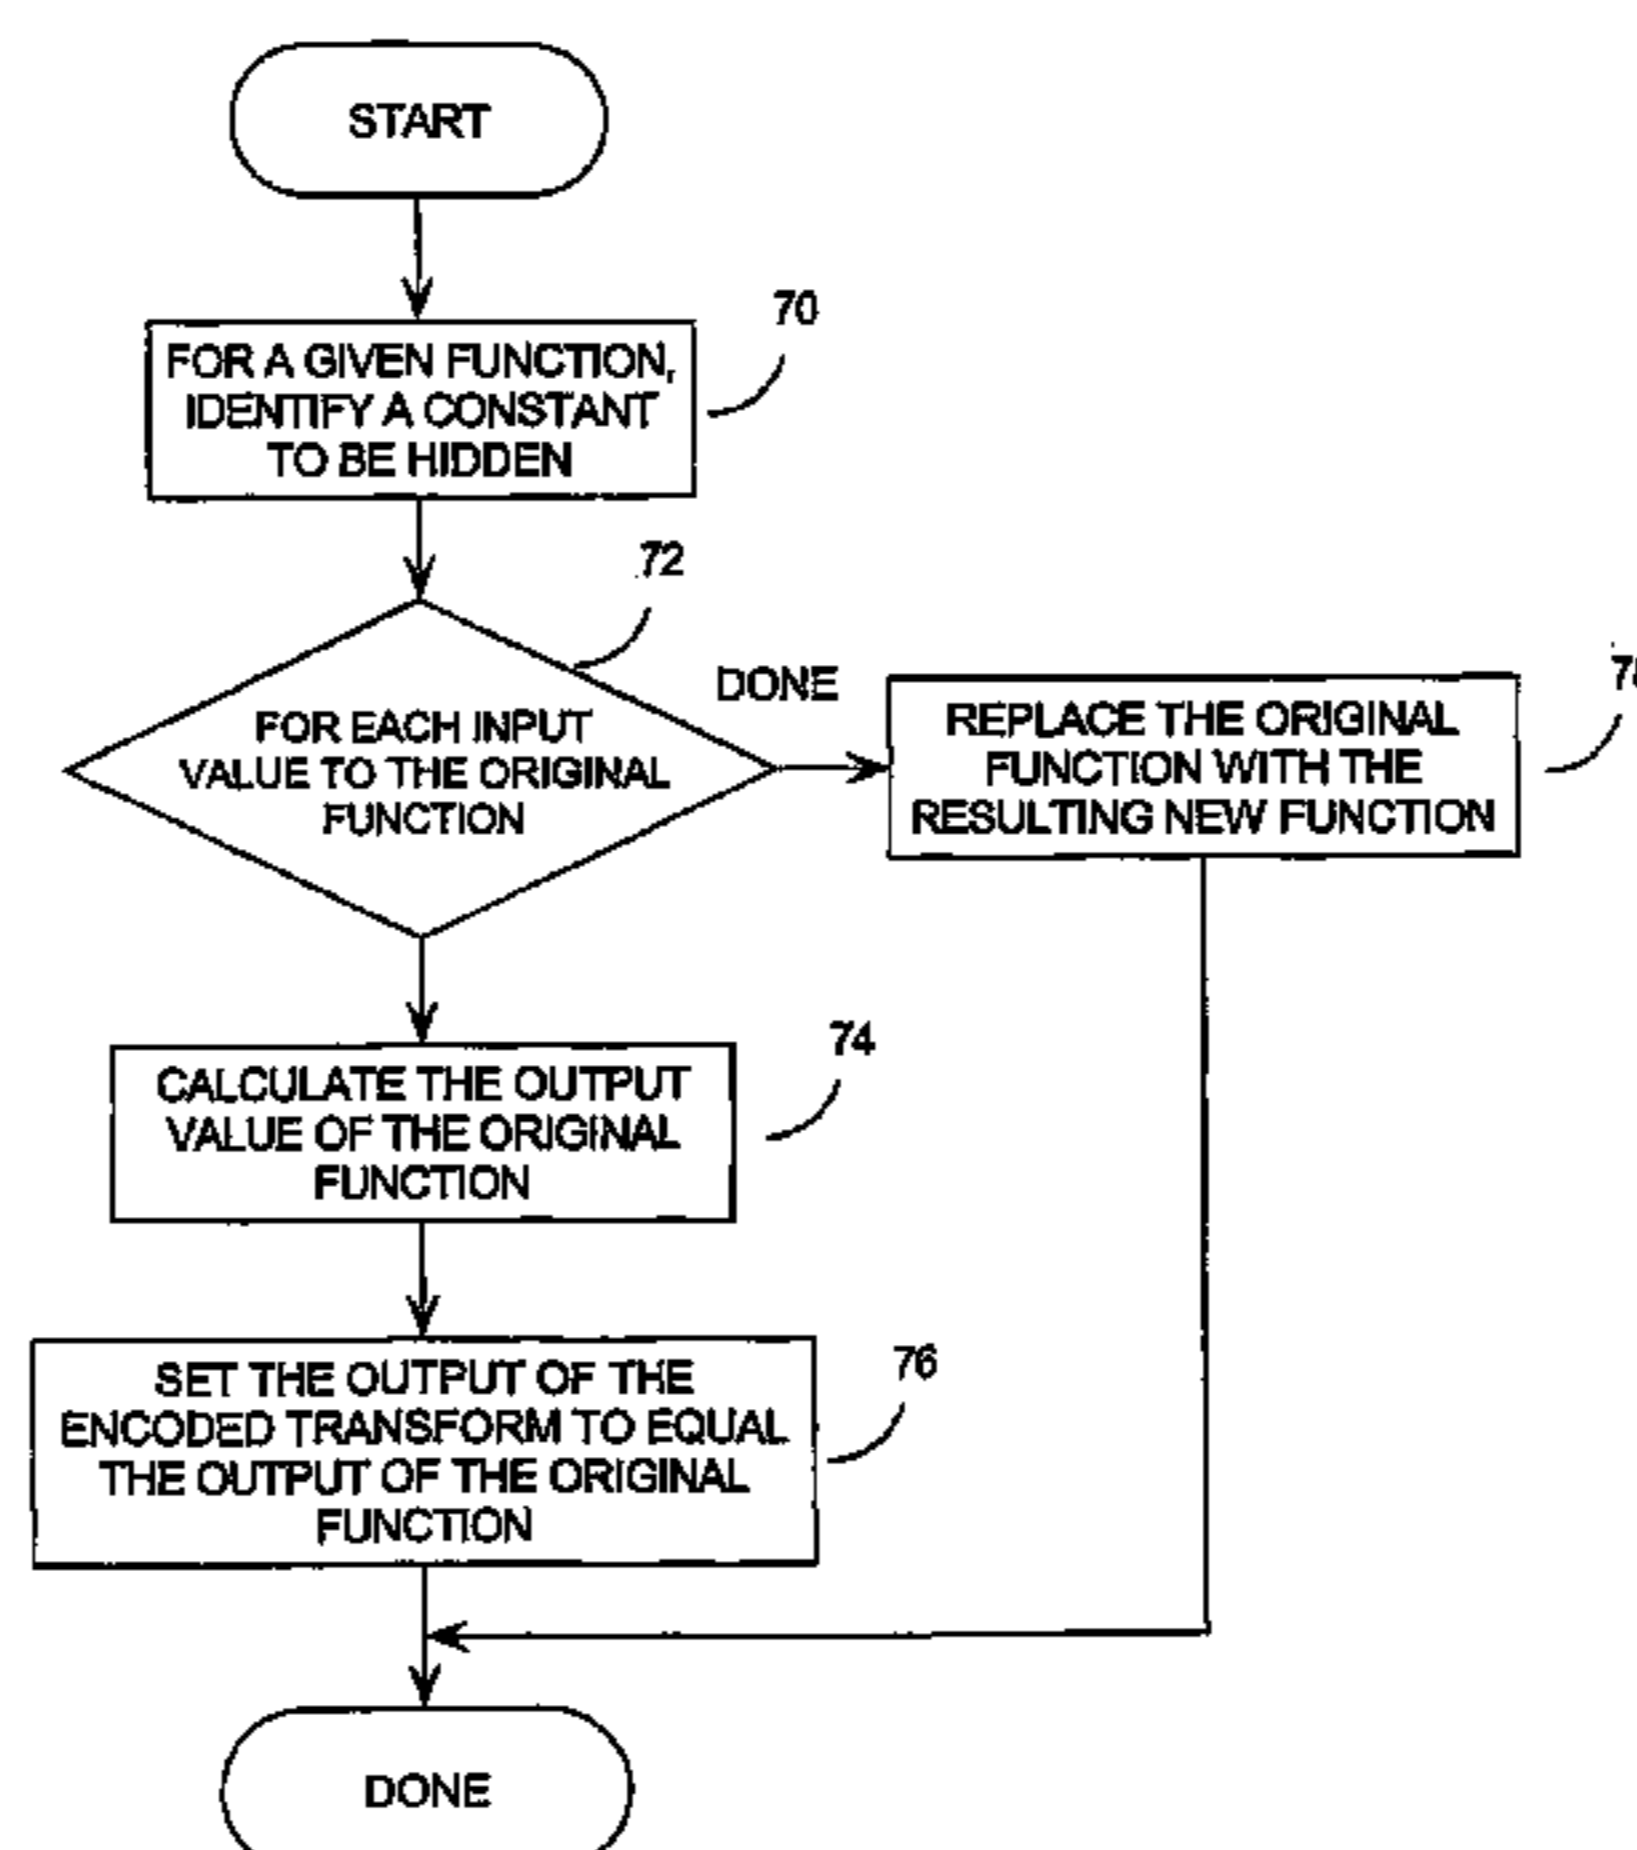 START
70
FOR A GIVEN FUNCTION,
IDENTIFY A CONSTANT
TO BE HIDDEN
72
FOR EACH INPUT
VALUE TO THE ORIGINAL
FUNCTION
DONE
REPLACE THE ORIGINAL
FUNCTION WITH THE
RESULTING NEW FUNCTION
74
CALCULATE THE OUTPUT
VALUE OF THE ORIGINAL
FUNCTION
76
SET THE OUTPUT OF THE
ENCODED TRANSFORM TO EQUAL
THE OUTPUT OF THE ORIGINAL
FUNCTION
DONE